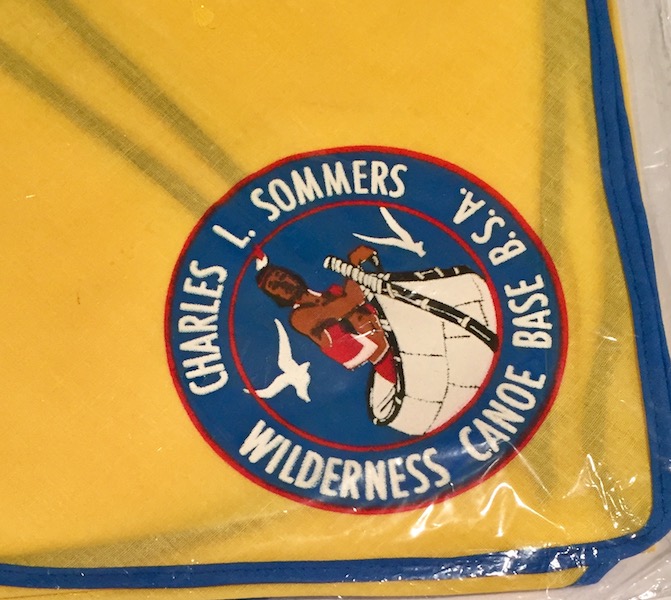 CHARLES L. SOMMERS
WILDERNESS CANOE BASE B.S.A.